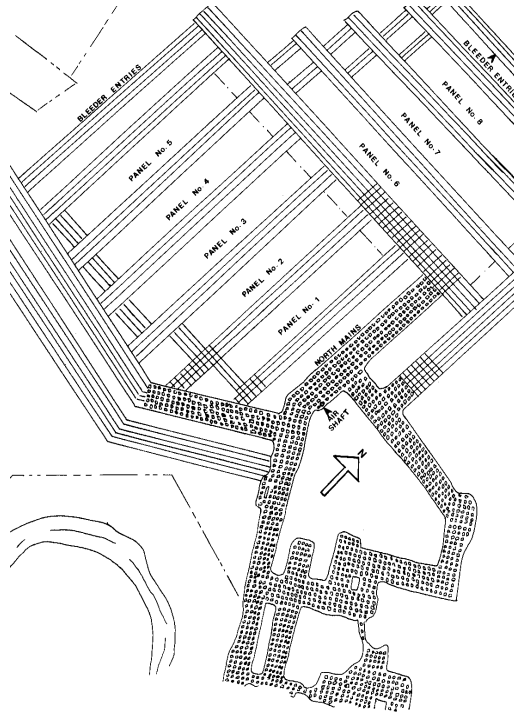 BLEEDER ENTRIES
BLEEDER ENTRIE
PANEL No. 8
PANEL No. 7
PANEL No. 6
PANEL No. 5
PANEL No. 4
PANEL No. 3
PANEL No. 2
PANEL No. 1
NORTH MAINS
AIR
SHAFT
N